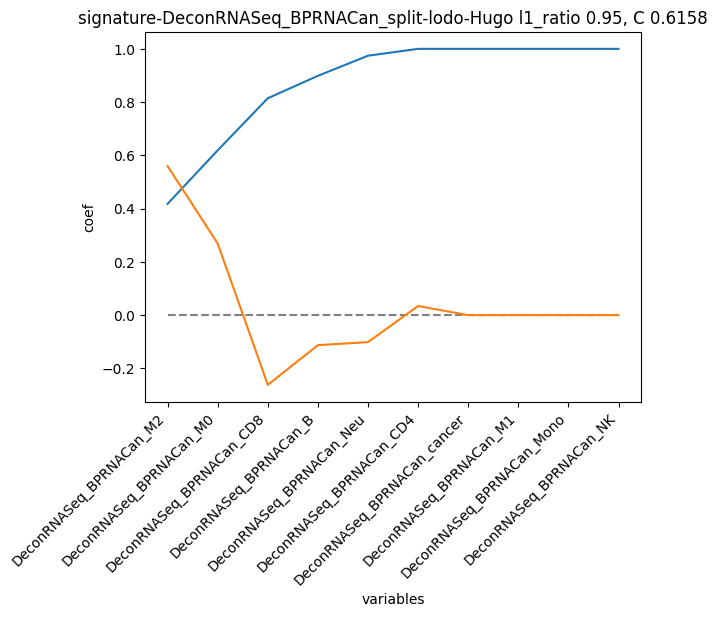 signature-DeconRNASeq_BPRNACan_split-lodo-Hugo l1_ratio 0.95, C 0.6158
1.0
0.8
0.6
0.4
0.2
0.0
−0.2
coef
DeconRNASeq_BPRNACan_M2
DeconRNASeq_BPRNACan_M0
DeconRNASeq_BPRNACan_CD8
DeconRNASeq_BPRNACan_B
DeconRNASeq_BPRNACan_Neu
DeconRNASeq_BPRNACan_CD4
DeconRNASeq_BPRNACan_cancer
DeconRNASeq_BPRNACan_M1
DeconRNASeq_BPRNACan_Mono
DeconRNASeq_BPRNACan_NK
variables